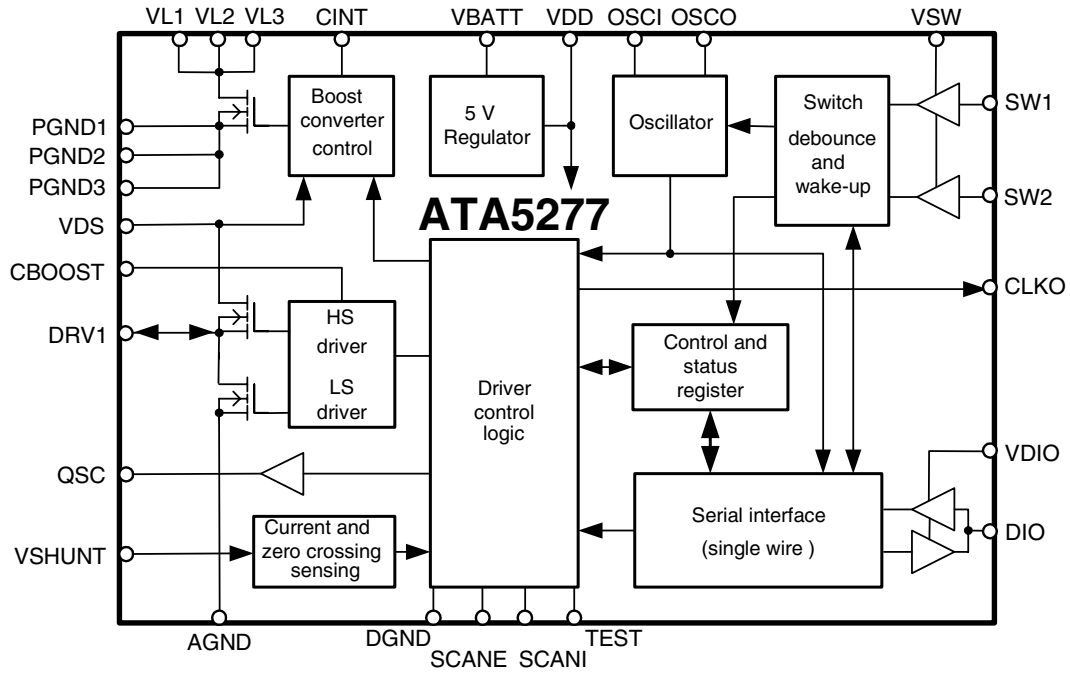 VL1 VL2 VL3 CINT VBATT VDD OSCI OSCO VSW
PGND1
PGND2
PGND3
VDS
CBOOST
DRV1
QSC
VSHUNT
Boost
converter
control
5 V
Regulator
Oscillator
Switch
debounce
and
wake-up
SW1
SW2
ATA5277
CLKO
HS
driver
LS
driver
Driver
control
logic
Control and
status
register
VDIO
DIO
Current and
zero crossing
sensing
Serial interface
(single wire )
AGND
DGND
SCANE
SCANI
TEST